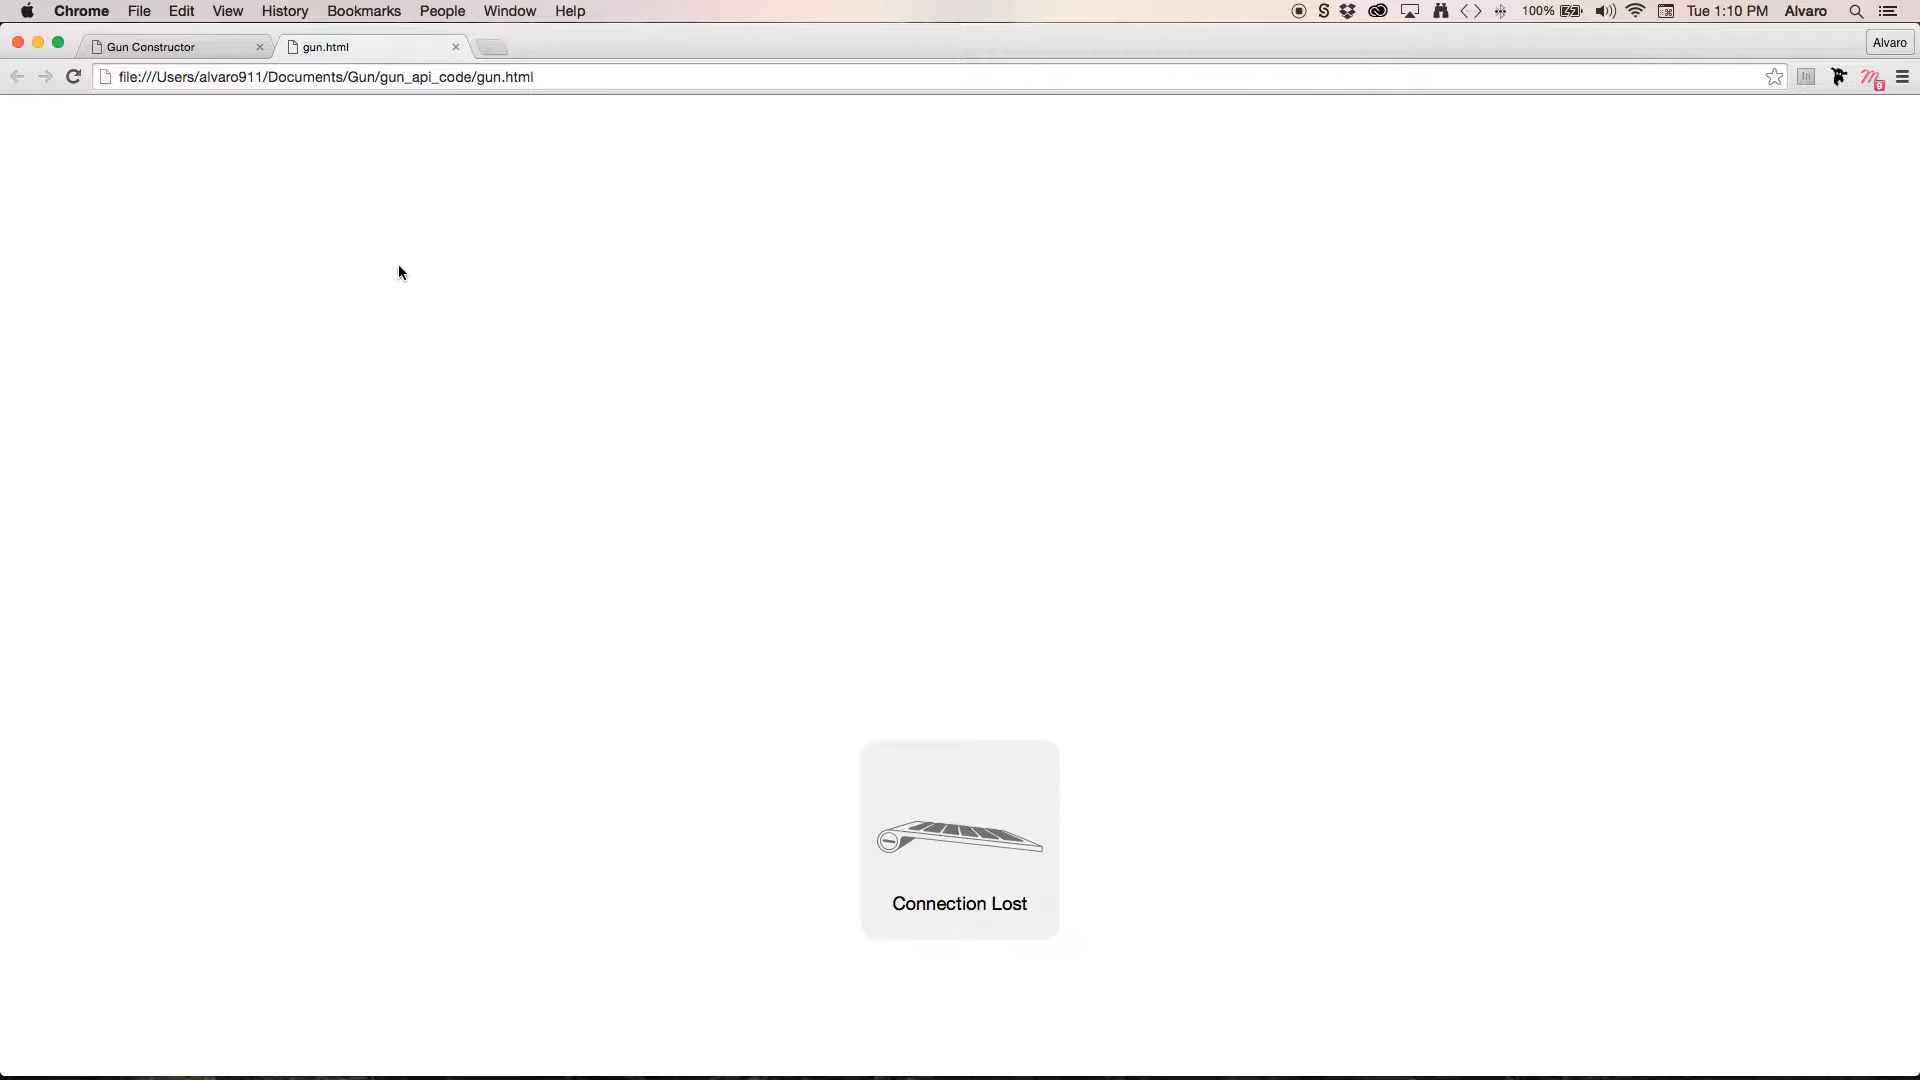 Chrome File Edit View History Bookmarks People Window Help 100% Tue 1:10 PM Alvaro
Gun Constructor gun.html Alvaro
file:///Users/alvaro911/Documents/Gun/gun_api_code/gun.html
Connection Lost